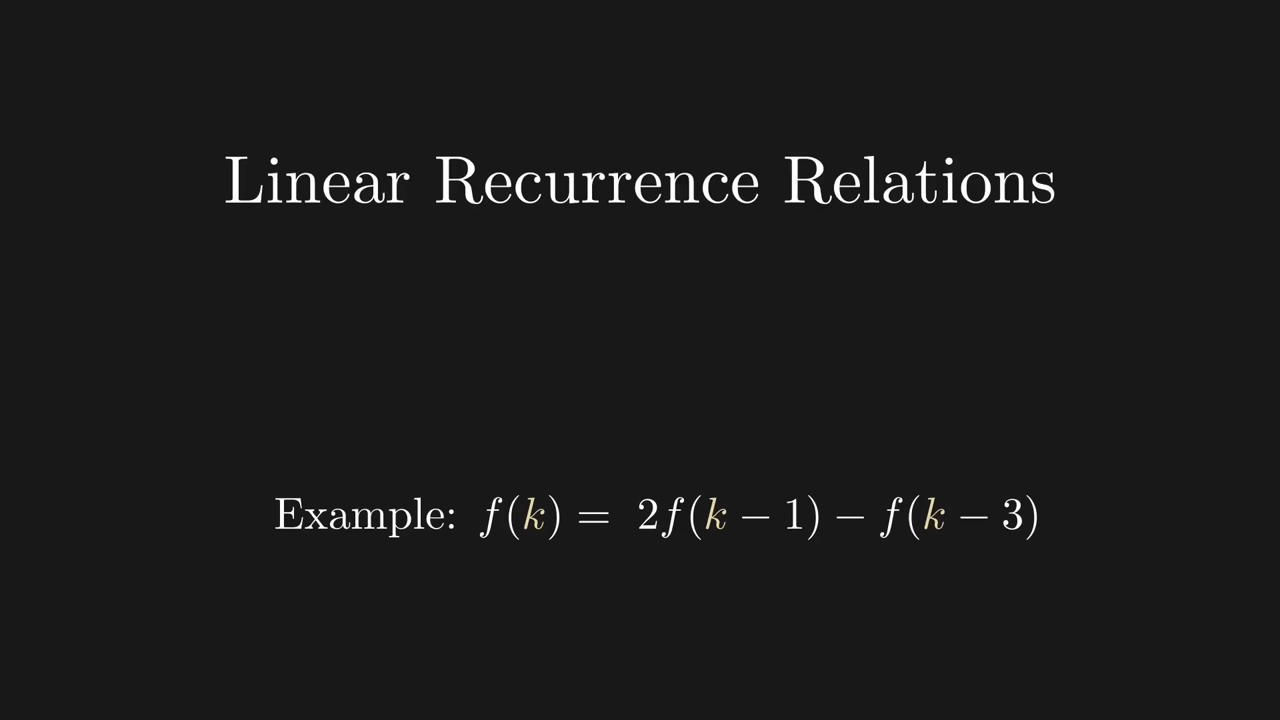 Linear Recurrence Relations
Example: f(k) = 2f(k − 1) − f(k − 3)